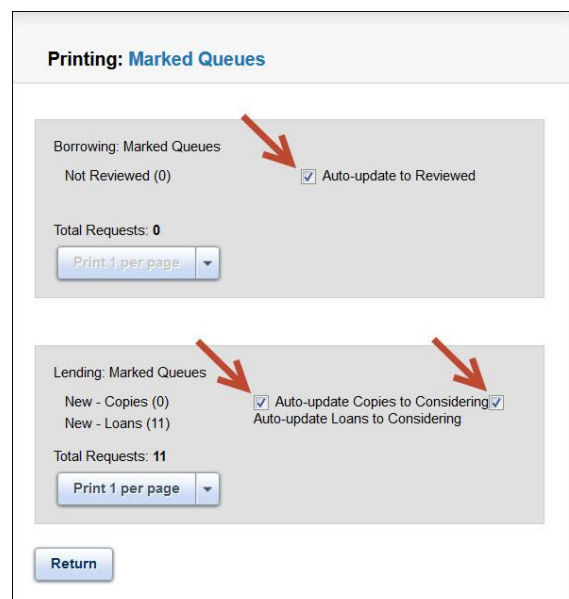 Printing: Marked Queues
Borrowing: Marked Queues
Not Reviewed (0)
Auto-update to Reviewed
Total Requests: 0
Print 1 per page
Lending: Marked Queues
New - Copies (0)
Auto-update Copies to Considering
New - Loans (11)
Auto-update Loans to Considering
Total Requests: 11
Print 1 per page
Return